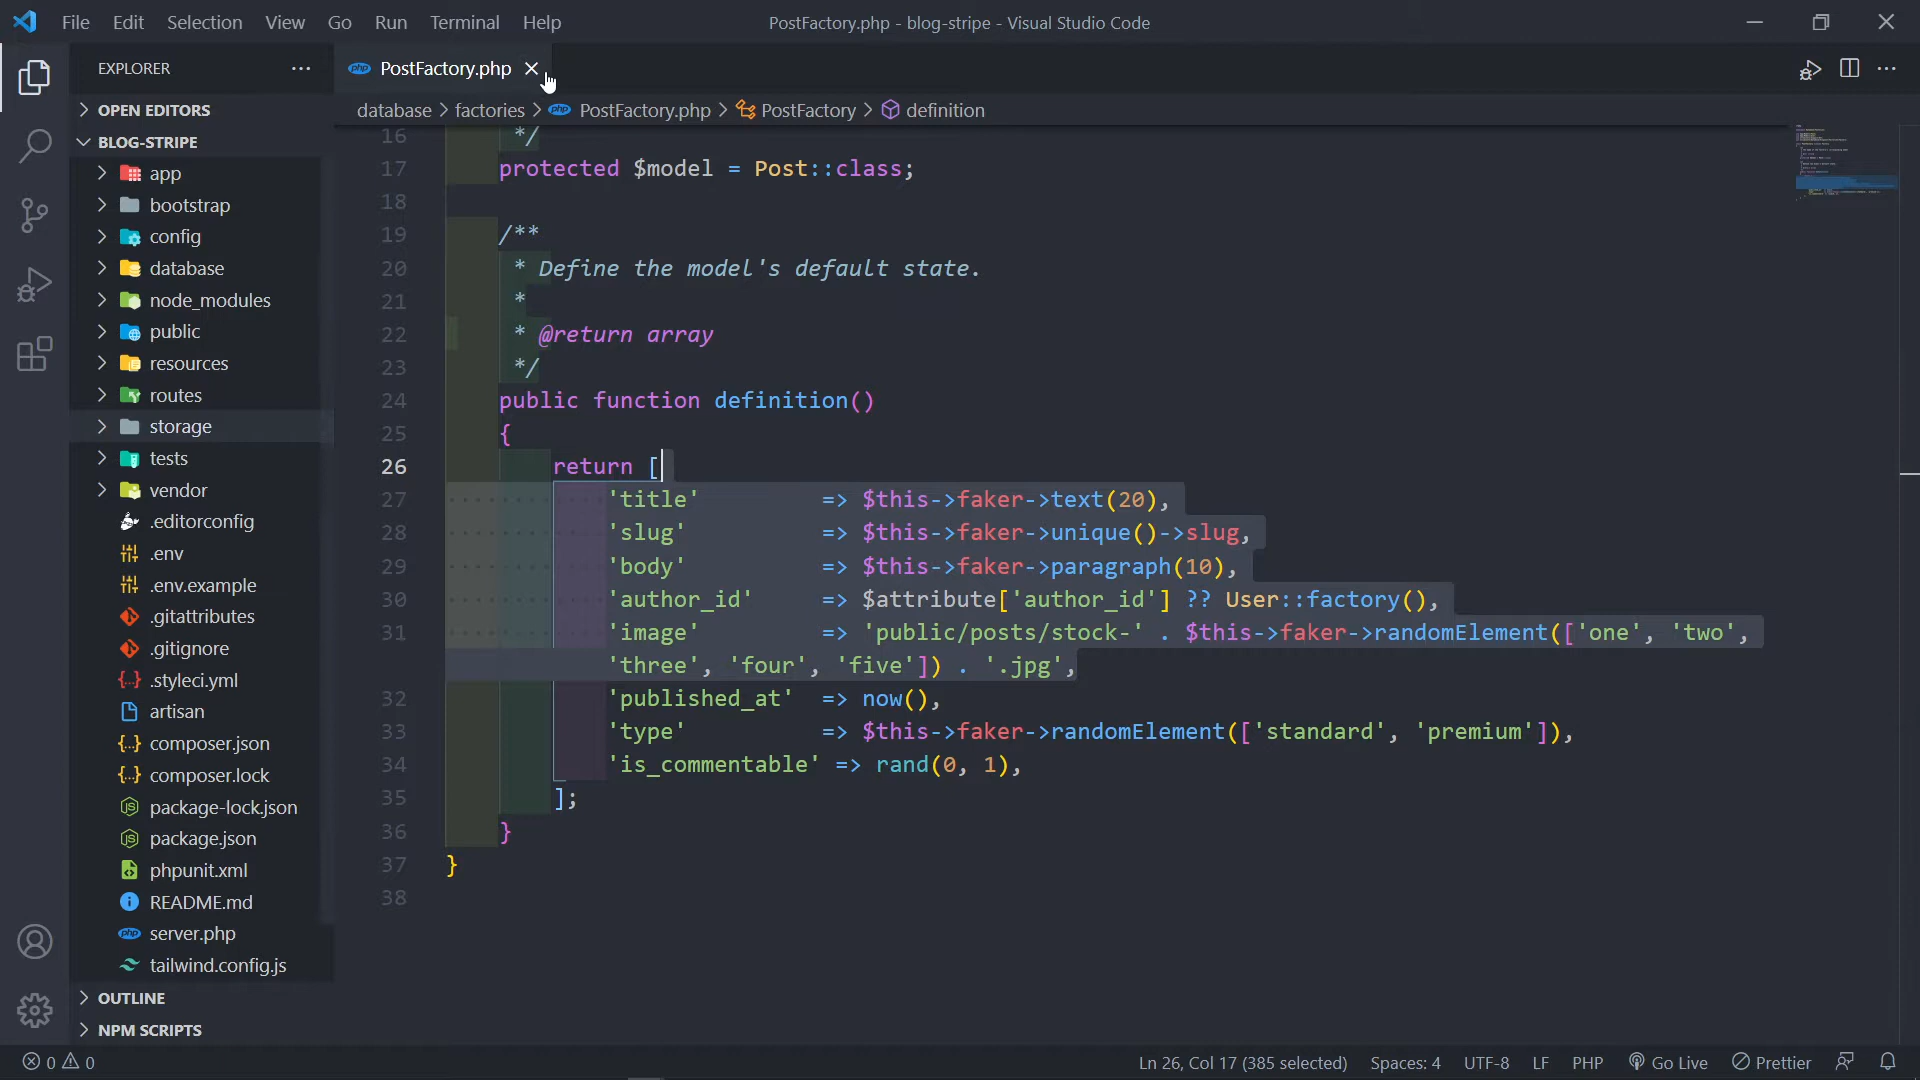 File Edit Selection View Go Run Terminal Help
PostFactory.php - blog-stripe - Visual Studio Code
EXPLORER
PostFactory.php
OPEN EDITORS
database > factories > PostFactory.php > PostFactory > definition
BLOG-STRIPE
app
bootstrap
config
database
node_modules
public
resources
routes
storage
tests
vendor
.editorconfig
.env
.env.example
.gitattributes
.gitignore
.styleci.yml
artisan
composer.json
composer.lock
package-lock.json
package.json
phpunit.xml
README.md
server.php
tailwind.config.js
OUTLINE
NPM SCRIPTS
16 */
17 protected $model = Post::class;
18
19 /**
20 * Define the model's default state.
21 *
22 * @return array
23 */
24 public function definition()
25 {
26 return [
27 'title' => $this->faker->text(20),
28 'slug' => $this->faker->unique()->slug,
29 'body' => $this->faker->paragraph(10),
30 'author_id' => $attribute['author_id'] ?? User::factory(),
31 'image' => 'public/posts/stock-' . $this->faker->randomElement(['one', 'two',
'three', 'four', 'five']) . '.jpg',
32 'published_at' => now(),
33 'type' => $this->faker->randomElement(['standard', 'premium']),
34 'is_commentable' => rand(0, 1),
35 ];
36 }
37 }
38
0 0
Ln 26, Col 17 (385 selected) Spaces: 4 UTF-8 LF PHP Go Live Prettier